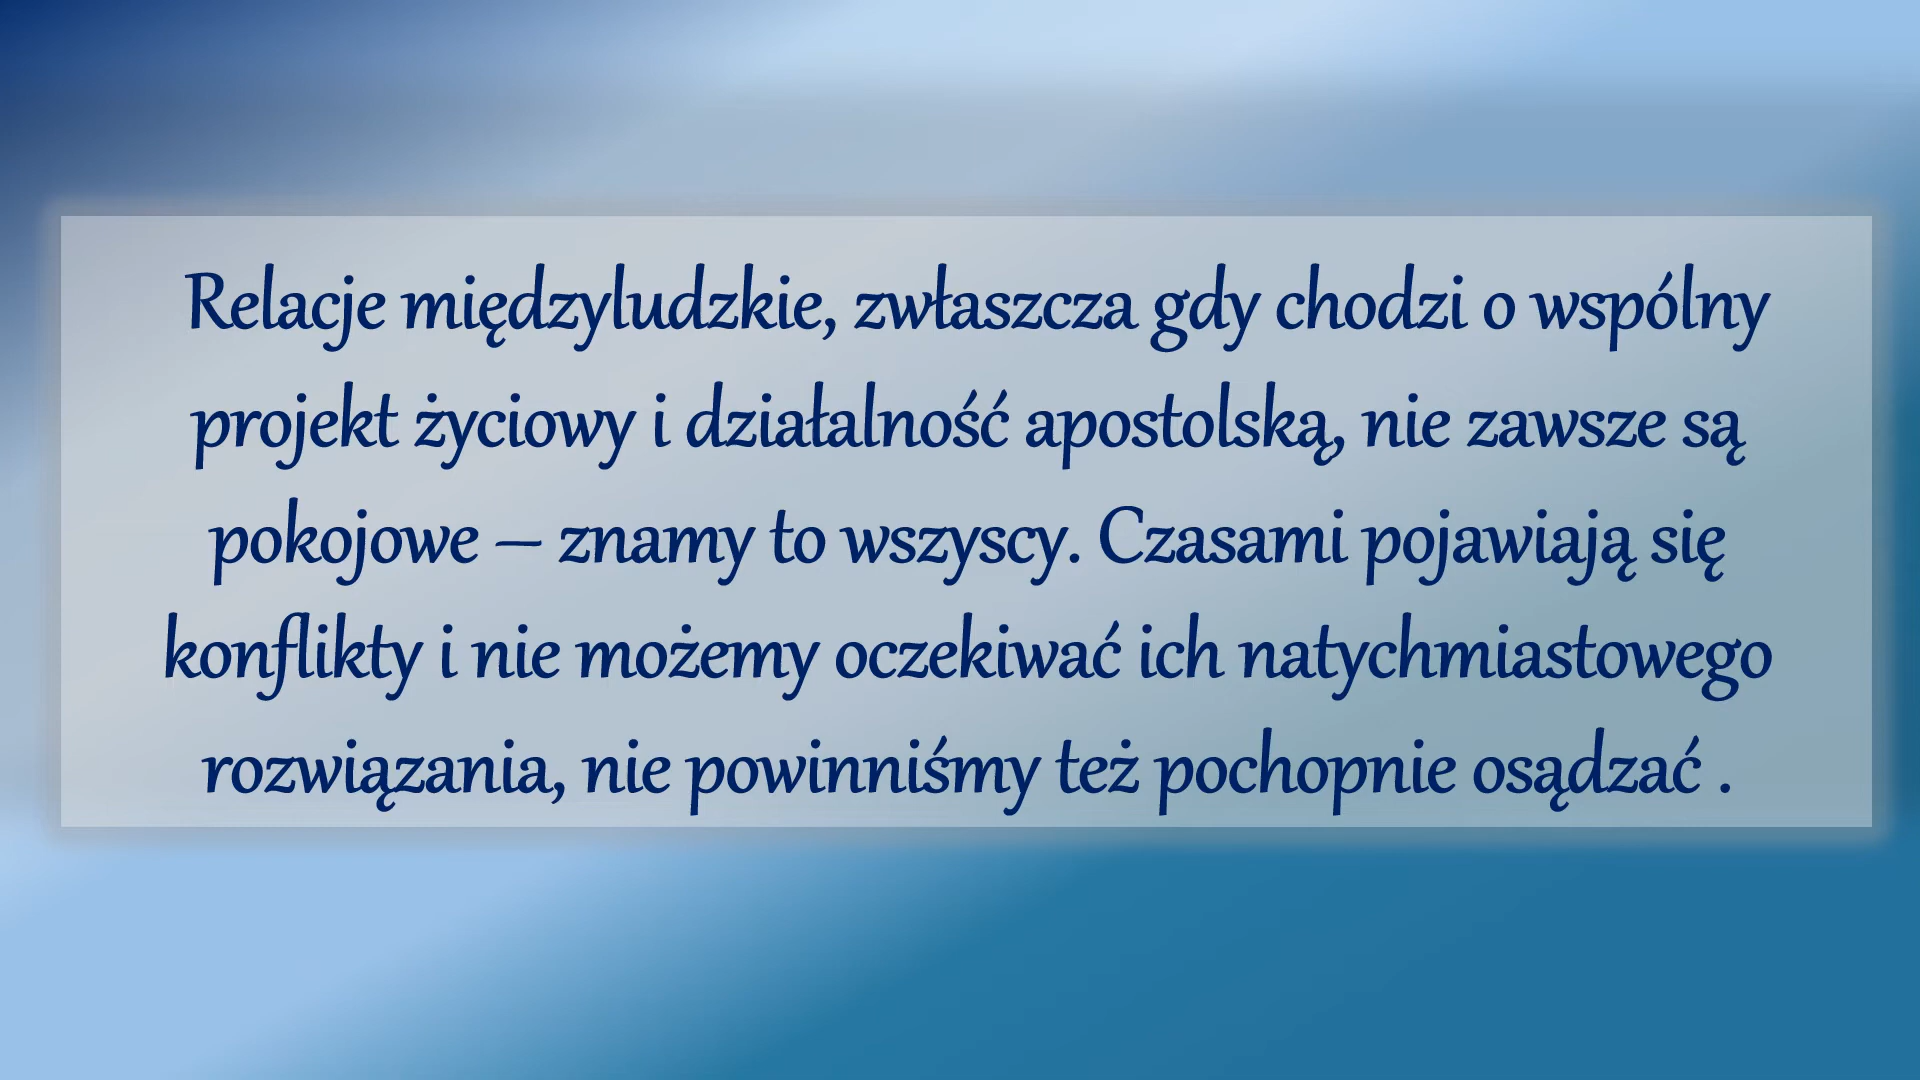 Relacje międzyludzkie, zwłaszcza gdy chodzi o wspólny
projekt życiowy i działalność apostolską, nie zawsze są
pokojowe – znamy to wszyscy. Czasami pojawiają się
konflikty i nie możemy oczekiwać ich natychmiastowego
rozwiązania, nie powinniśmy też pochopnie osądzać .